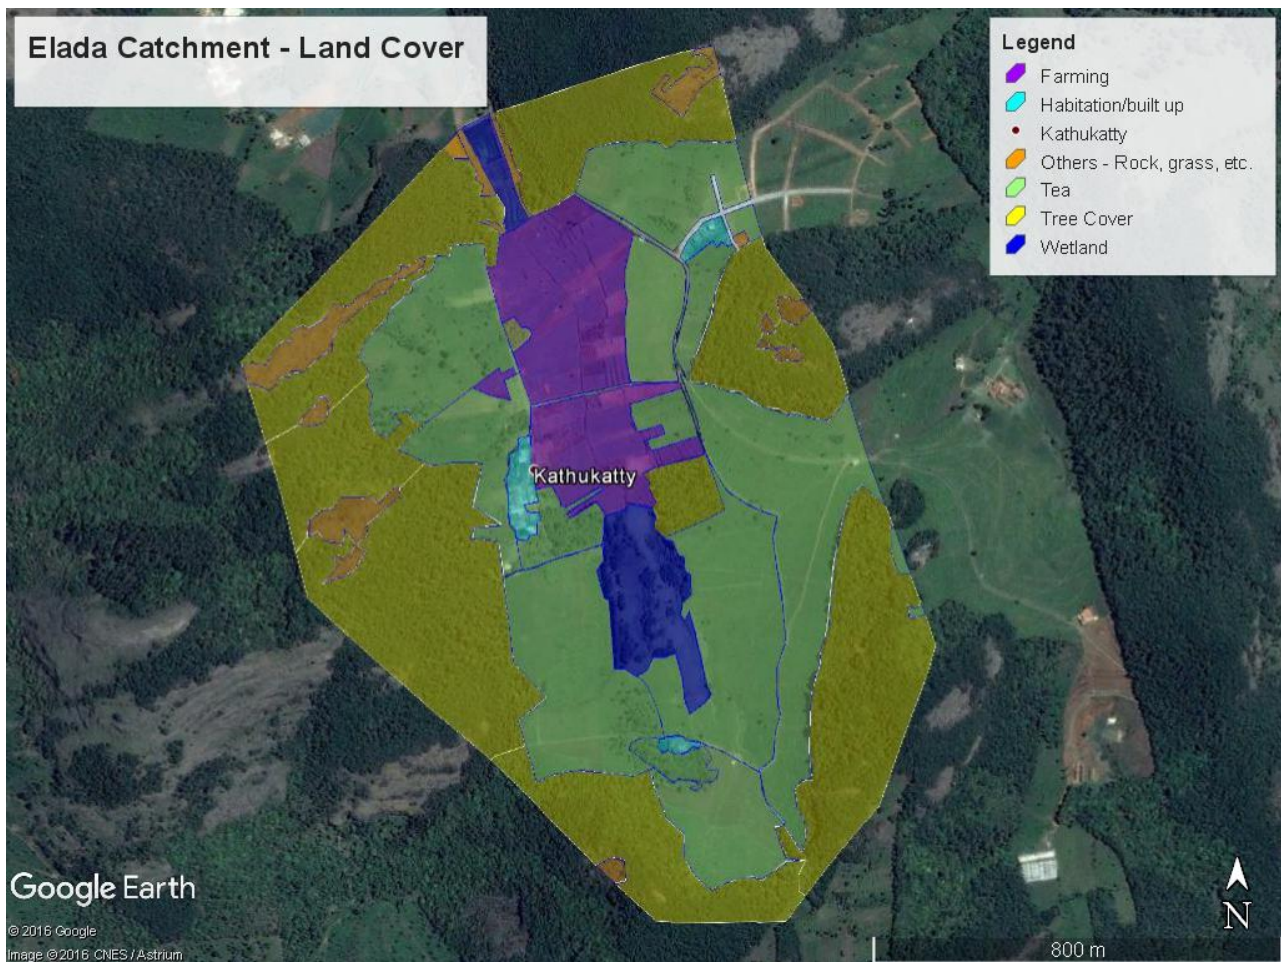 Elada Catchment - Land Cover
Legend
Farming
Habitation/built up
Kathukatty
Others - Rock, grass, etc.
Tea
Tree Cover
Wetland
Kathukatty
Google Earth
© 2016 Google
Image © 2016 CNES / Astrium
N
800 m